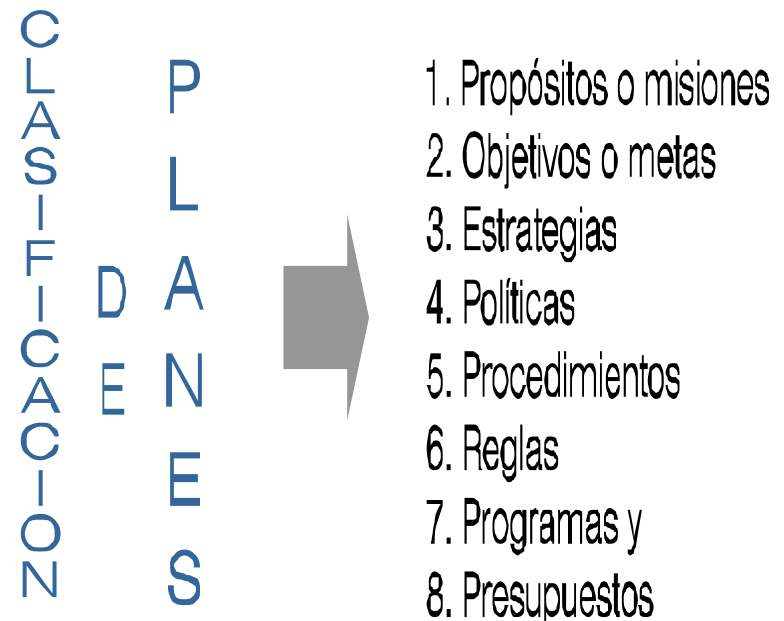 CLASIFICACION
DE
PLANES
1. Propósitos o misiones
2. Objetivos o metas
3. Estrategias
4. Políticas
5. Procedimientos
6. Reglas
7. Programas y
8. Presupuestos